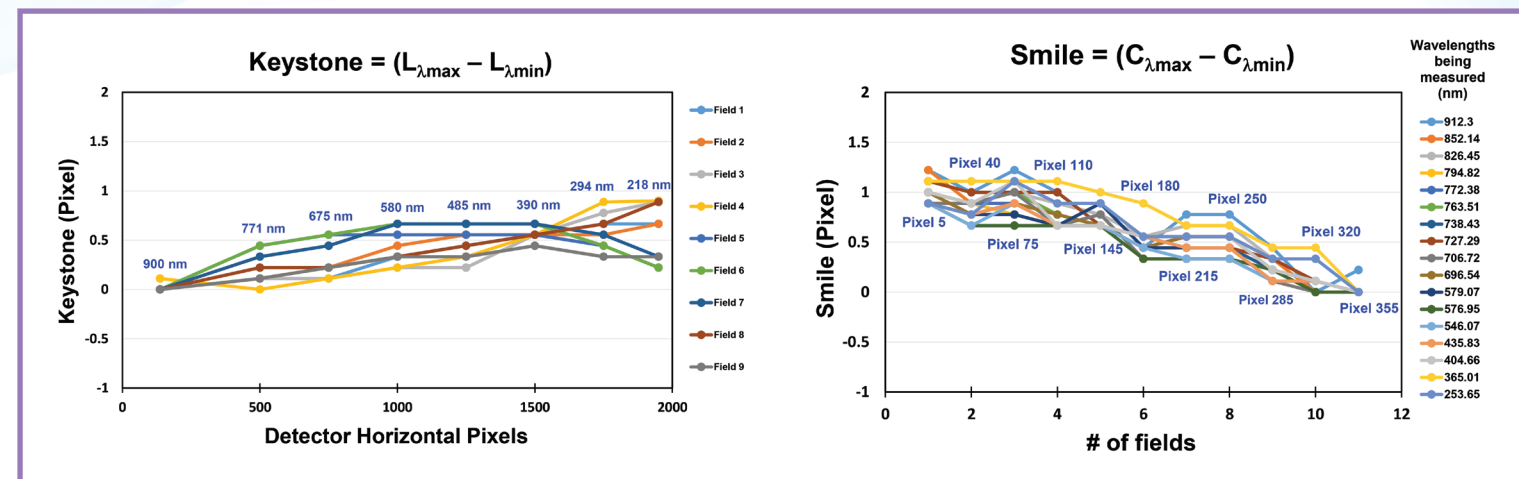 Keystone = (Lλmax – Lλmin)
2
1.5
1
0.5
0
-0.5
-1
Keystone (Pixel)
900 nm
771 nm
675 nm
580 nm
485 nm
390 nm
294 nm
218 nm
0
500
1000
1500
2000
Detector Horizontal Pixels
Field 1
Field 2
Field 3
Field 4
Field 5
Field 6
Field 7
Field 8
Field 9
Smile = (Cλmax – Cλmin)
2
1.5
1
0.5
0
-0.5
-1
Smile (Pixel)
Pixel 5
Pixel 40
Pixel 75
Pixel 110
Pixel 145
Pixel 180
Pixel 215
Pixel 250
Pixel 285
Pixel 320
Pixel 355
0
2
4
6
8
10
12
# of fields
Wavelengths
being
measured
(nm)
912.3
852.14
826.45
794.82
772.38
763.51
738.43
727.29
706.72
696.54
579.07
576.95
546.07
435.83
404.66
365.01
253.65